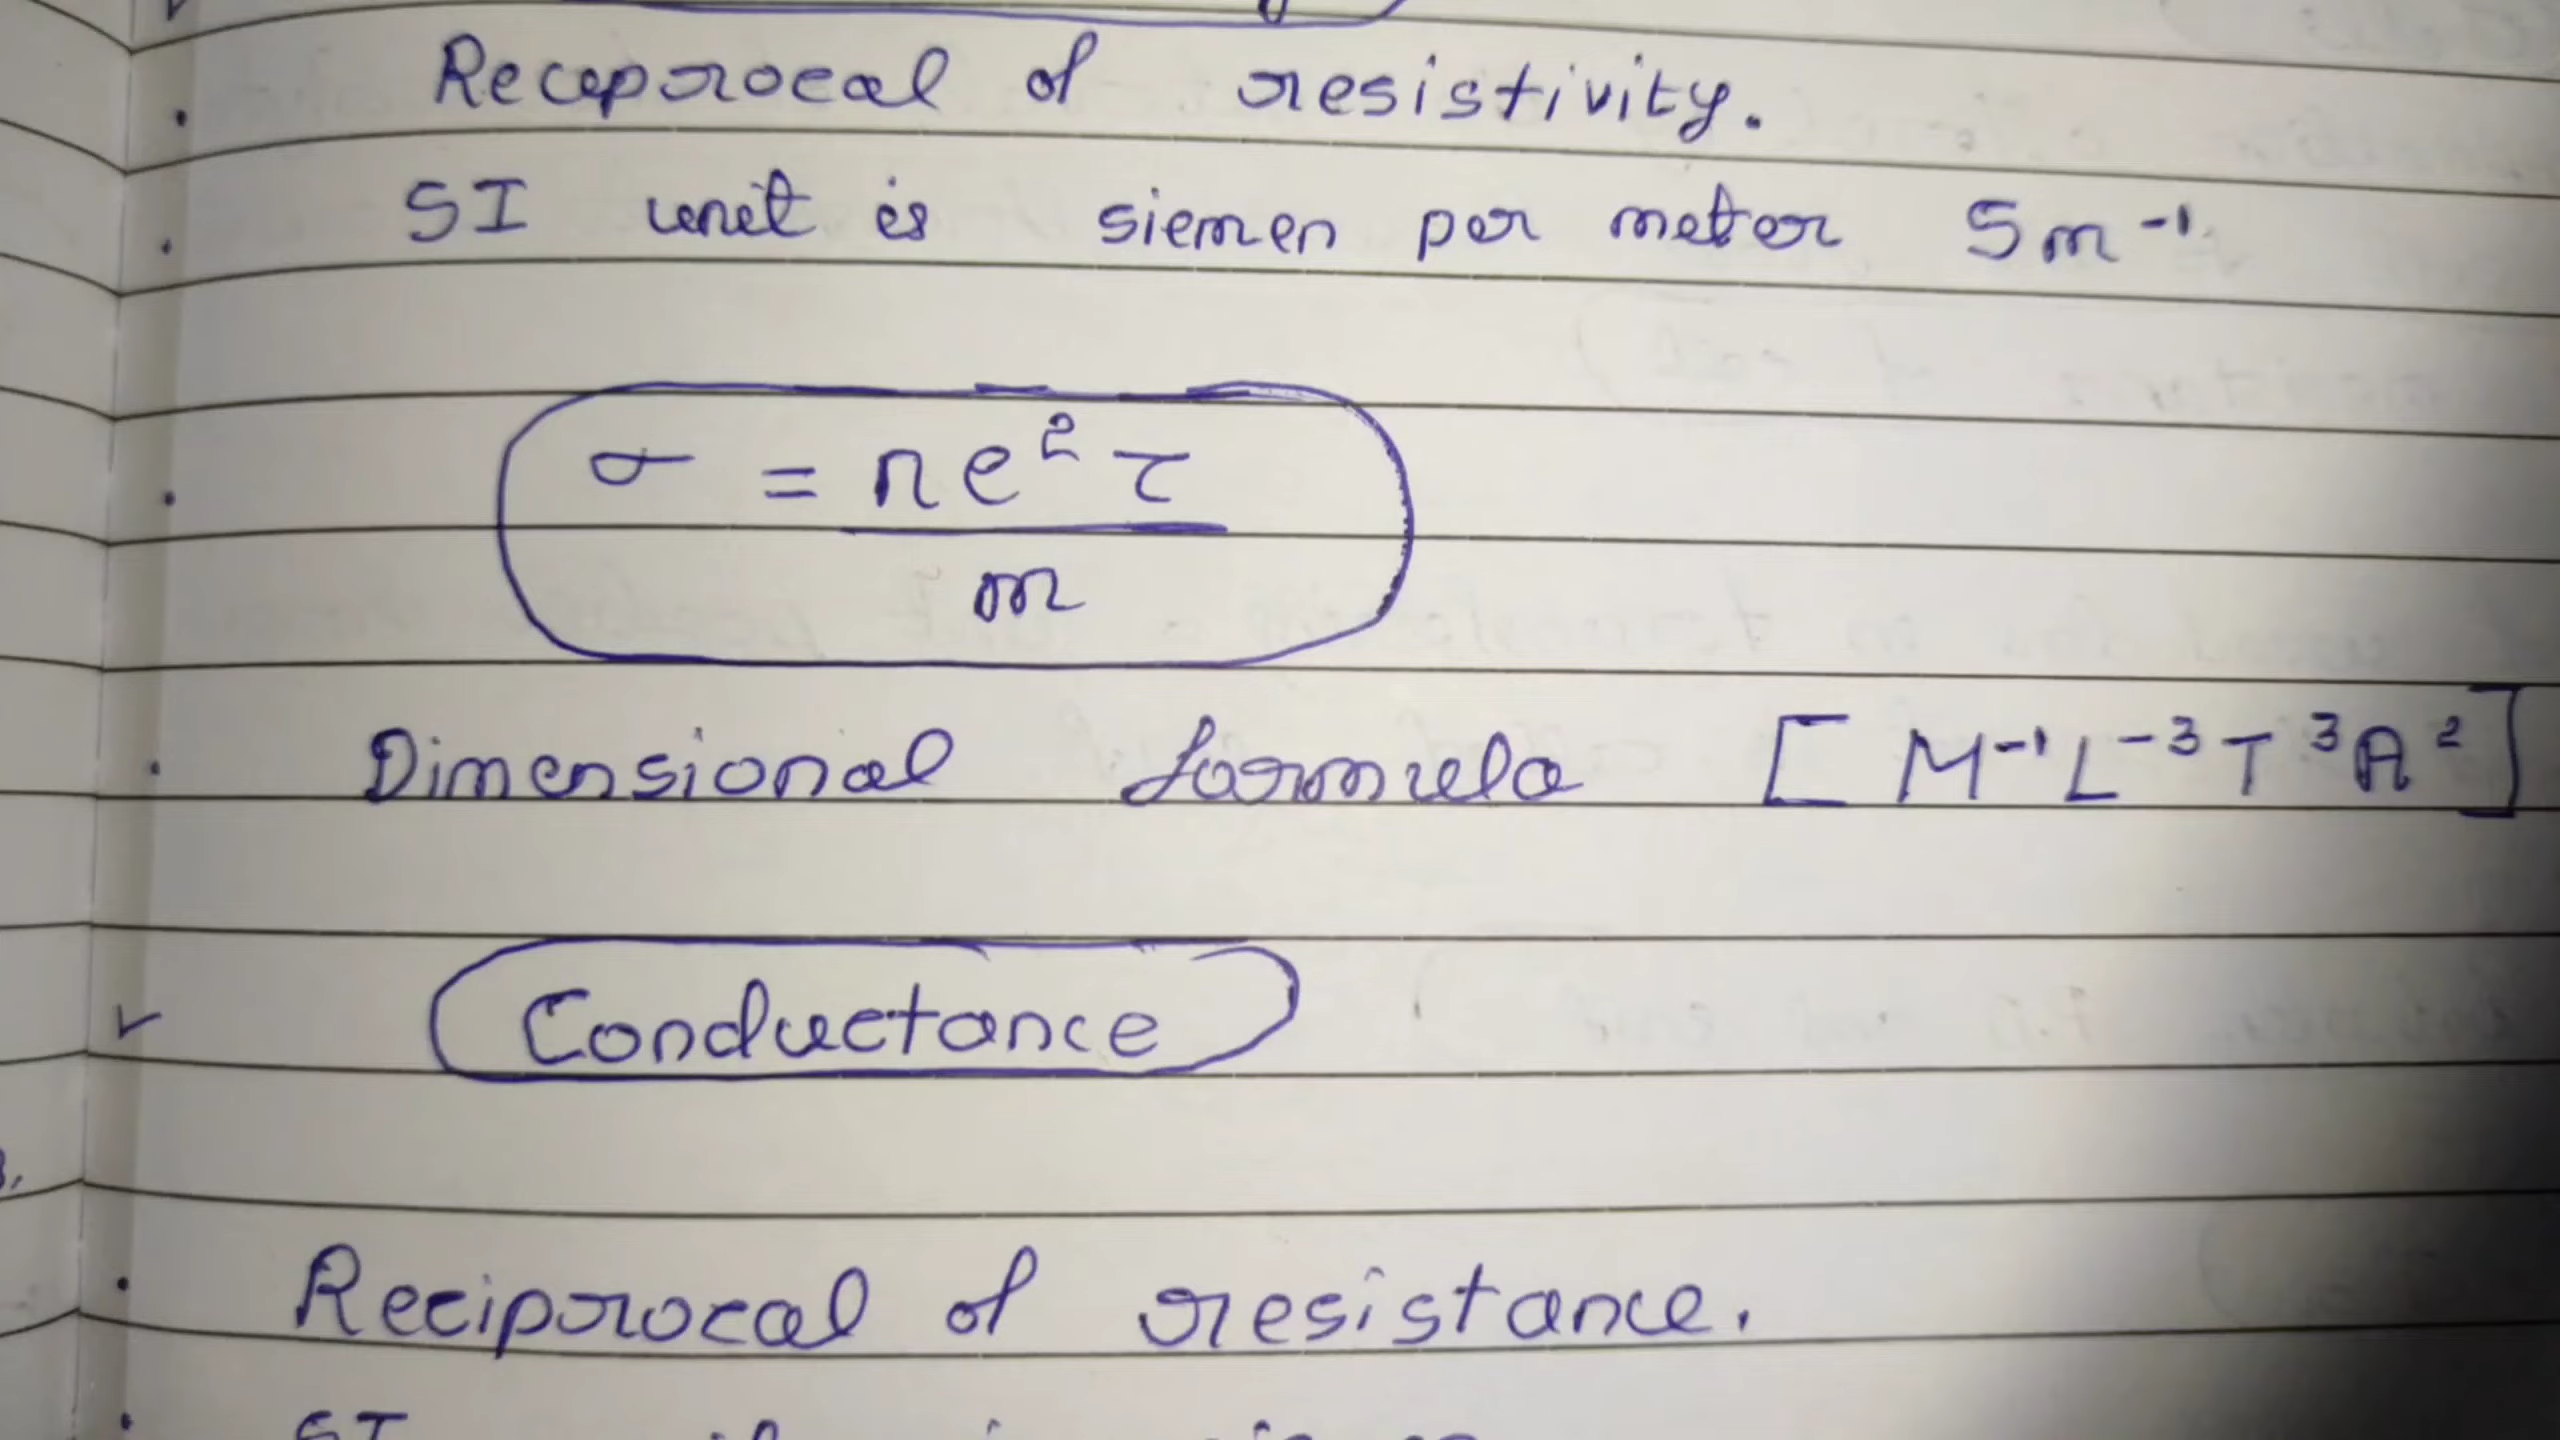 Reciprocal of resistivity.
SI unit is siemen per meter Sm⁻¹
σ = ne²τ
m
Dimensional formula [M⁻¹L⁻³T³A²]
Conductance
Reciprocal of resistance.
SI